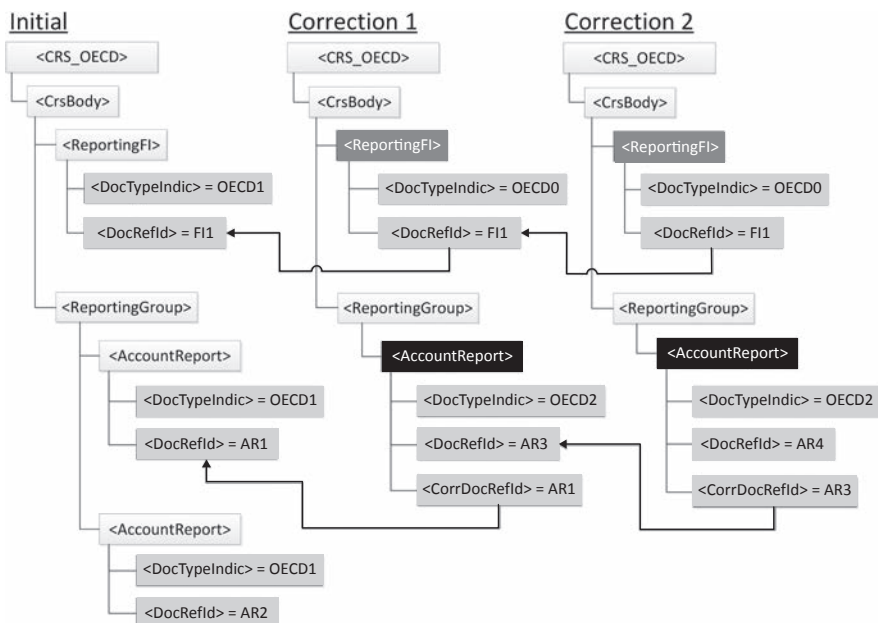 Initial
<CRS_OECD>
<CrsBody>
<ReportingFI>
<DocTypeIndic> = OECD1
<DocRefId> = FI1
<ReportingGroup>
<AccountReport>
<DocTypeIndic> = OECD1
<DocRefId> = AR1
<AccountReport>
<DocTypeIndic> = OECD1
<DocRefId> = AR2
Correction 1
<CRS_OECD>
<CrsBody>
<ReportingFI>
<DocTypeIndic> = OECD0
<DocRefId> = FI1
<ReportingGroup>
<AccountReport>
<DocTypeIndic> = OECD2
<DocRefId> = AR3
<CorrDocRefId> = AR1
Correction 2
<CRS_OECD>
<CrsBody>
<ReportingFI>
<DocTypeIndic> = OECD0
<DocRefId> = FI1
<ReportingGroup>
<AccountReport>
<DocTypeIndic> = OECD2
<DocRefId> = AR4
<CorrDocRefId> = AR3